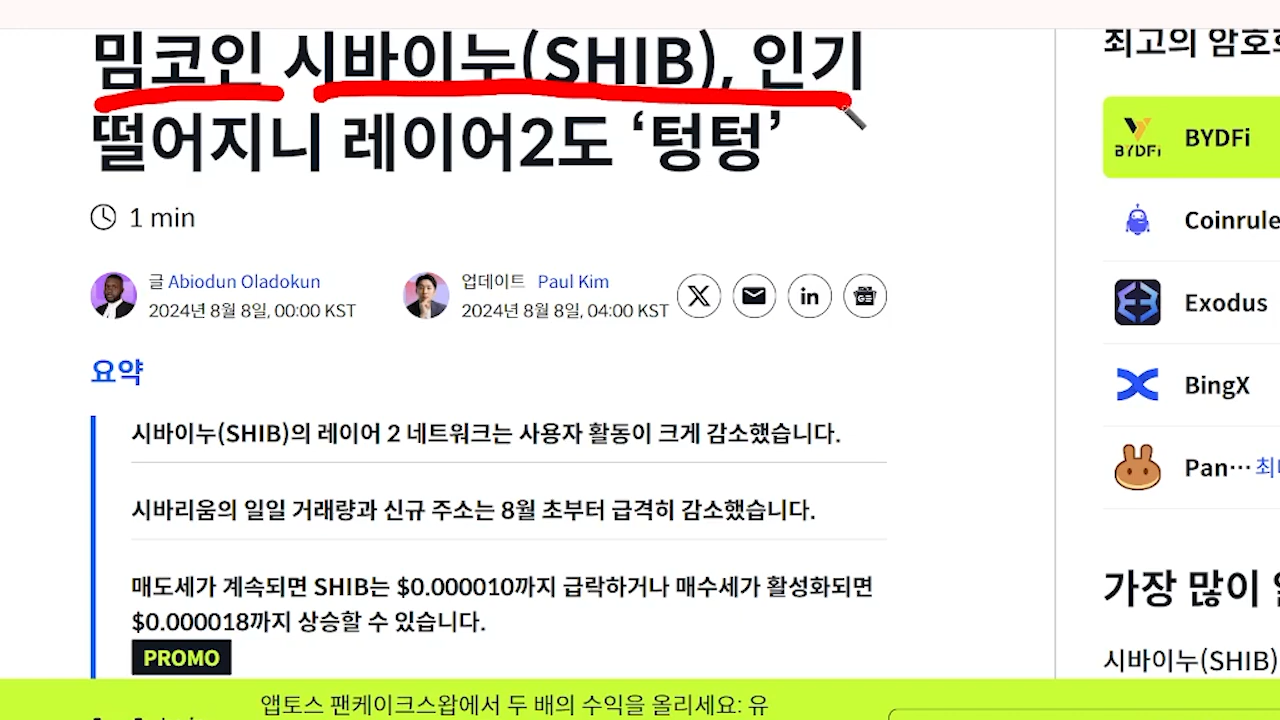 밈코인 시바이누(SHIB), 인기
떨어지니 레이어2도 ‘텅텅’
1 min
글 Abiodun Oladokun
2024년 8월 8일, 00:00 KST
업데이트 Paul Kim
2024년 8월 8일, 04:00 KST
요약
시바이누(SHIB)의 레이어 2 네트워크는 사용자 활동이 크게 감소했습니다.
시바리움의 일일 거래량과 신규 주소는 8월 초부터 급격히 감소했습니다.
매도세가 계속되면 SHIB는 $0.000010까지 급락하거나 매수세가 활성화되면
$0.000018까지 상승할 수 있습니다.
PROMO
앱토스 팬케이크스왑에서 두 배의 수익을 올리세요: 유
최고의
BYDFi
BYDFi
Coinrule
Exodus
BingX
Pan…
가장 많이
시바이누(SHIB)